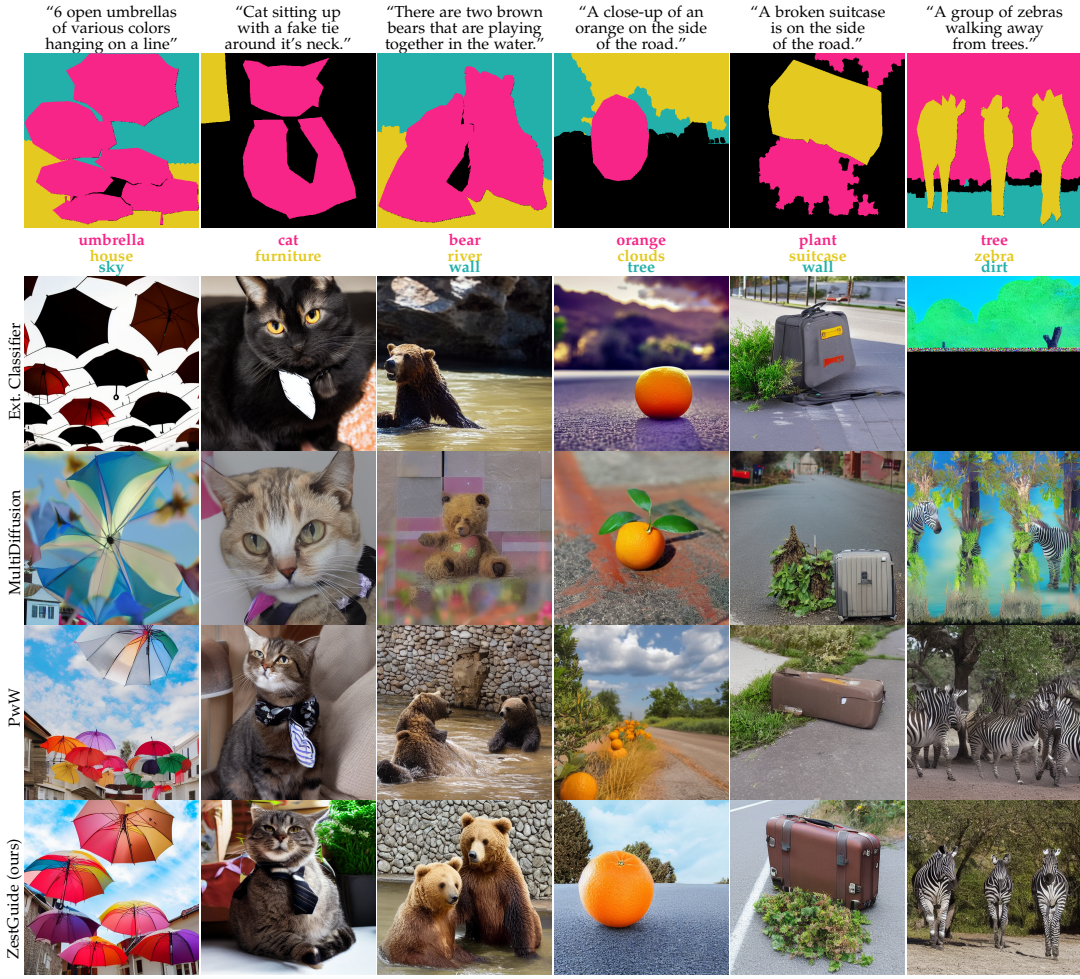 “6 open umbrellas
of various colors
hanging on a line”
“Cat sitting up
with a fake tie
around it’s neck.”
“There are two brown
bears that are playing
together in the water.”
“A close-up of an
orange on the side
of the road.”
“A broken suitcase
is on the side
of the road.”
“A group of zebras
walking away
from trees.”
umbrella
house
sky
cat
furniture
bear
river
wall
orange
clouds
tree
plant
suitcase
wall
tree
zebra
dirt
Ext. Classifier
MultiDiffusion
PwW
ZestGuide (ours)